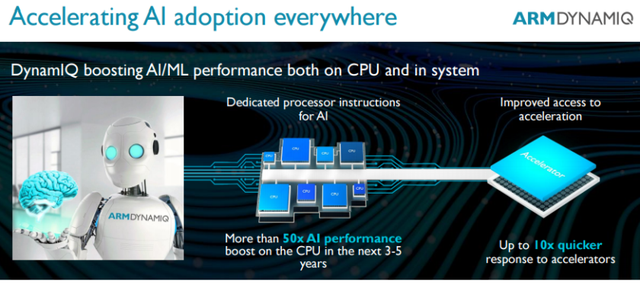 Accelerating AI adoption everywhere
ARMDYNAMIQ
DynamIQ boosting AI/ML performance both on CPU and in system
Dedicated processor instructions
for AI
Improved access to
acceleration
CPU
CPU
CPU
CPU
CPU
CPU
CPU
CPU
Accelerator
ARMDYNAMIQ
More than 50x AI performance
boost on the CPU in the next 3-5
years
Up to 10x quicker
response to accelerators